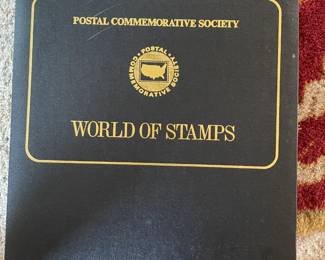 POSTAL COMMEMORATIVE SOCIETY
POSTAL
COMMEMORATIVE SOCIETY
WORLD OF STAMPS